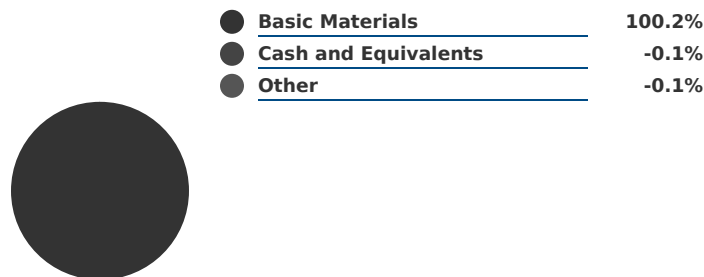 Basic Materials 100.2%
Cash and Equivalents -0.1%
Other -0.1%